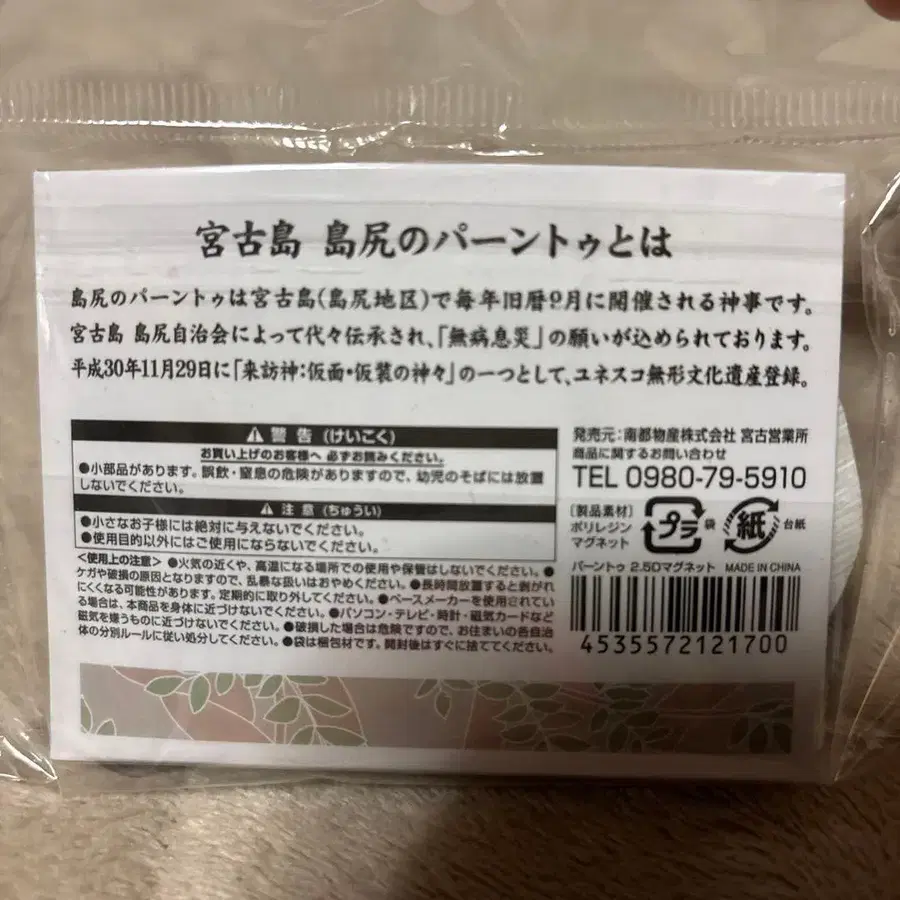 宮古島 島尻のパーントゥとは
島尻のパーントゥは宮古島(島尻地区)で毎年旧暦9月に開催される神事です。
宮古島 島尻自治会によって代々伝承され、「無病息災」の願いが込められております。
平成30年11月29日に「来訪神:仮面・仮装の神々」の一つとして、ユネスコ無形文化遺産登録。
⚠ 警告 (けいこく)
お買い上げのお客様へ 必ずお読みください。
●小部品があります。誤飲・窒息の危険がありますので、幼児のそばには放置
しないでください。
⚠ 注意 (ちゅうい)
●小さなお子様には絶対に与えないでください。
●使用目的以外にはご使用にならないでください。
<使用上の注意> ●火気の近くや、高温になる場所での使用や保管はしないでください。●
ケガや破損の原因となりますので、乱暴な扱いはおやめください。●長時間放置すると剥がれ
にくくなる可能性があります。定期的に取り外してください。●ペースメーカーを使用されてい
る場合は、本商品を身体に近づけないでください。●パソコン・テレビ・時計・磁気カードなど
磁気を嫌うものに近づけないでください。●破損した場合は危険ですので、お住まいの各自治
体の分別ルールに従い処分してください。●袋は梱包材です。開封後はすぐに捨ててください。
発売元:南都物産株式会社 宮古営業所
商品に関するお問い合わせ
TEL 0980-79-5910
[製品素材]
ポリレジン
マグネット
プラ 袋
紙 台紙
パーントゥ 2.5Dマグネット MADE IN CHINA
4535572121700